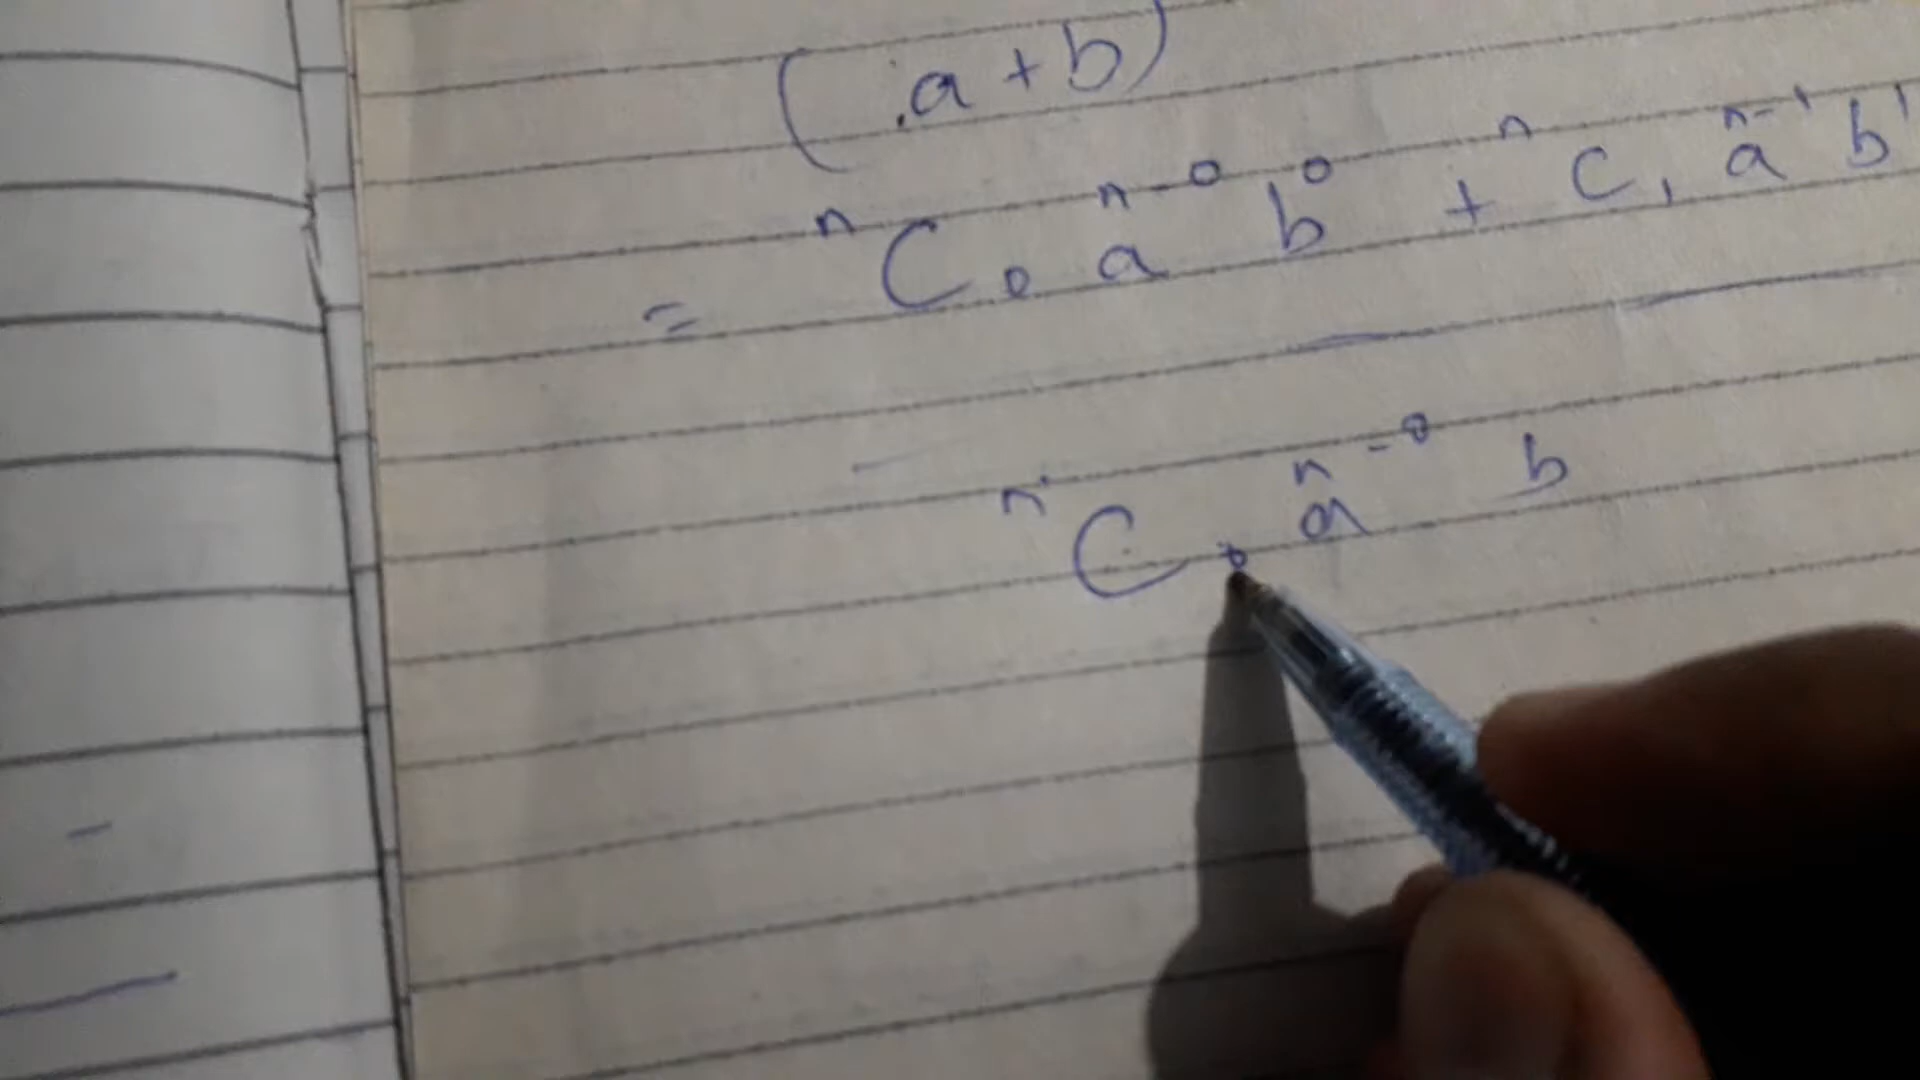 (a+b)
= ⁿC₀ aⁿ⁻⁰ b⁰ + ⁿC₁ aⁿ⁻¹ b¹
ⁿC₀ aⁿ⁻⁰ b